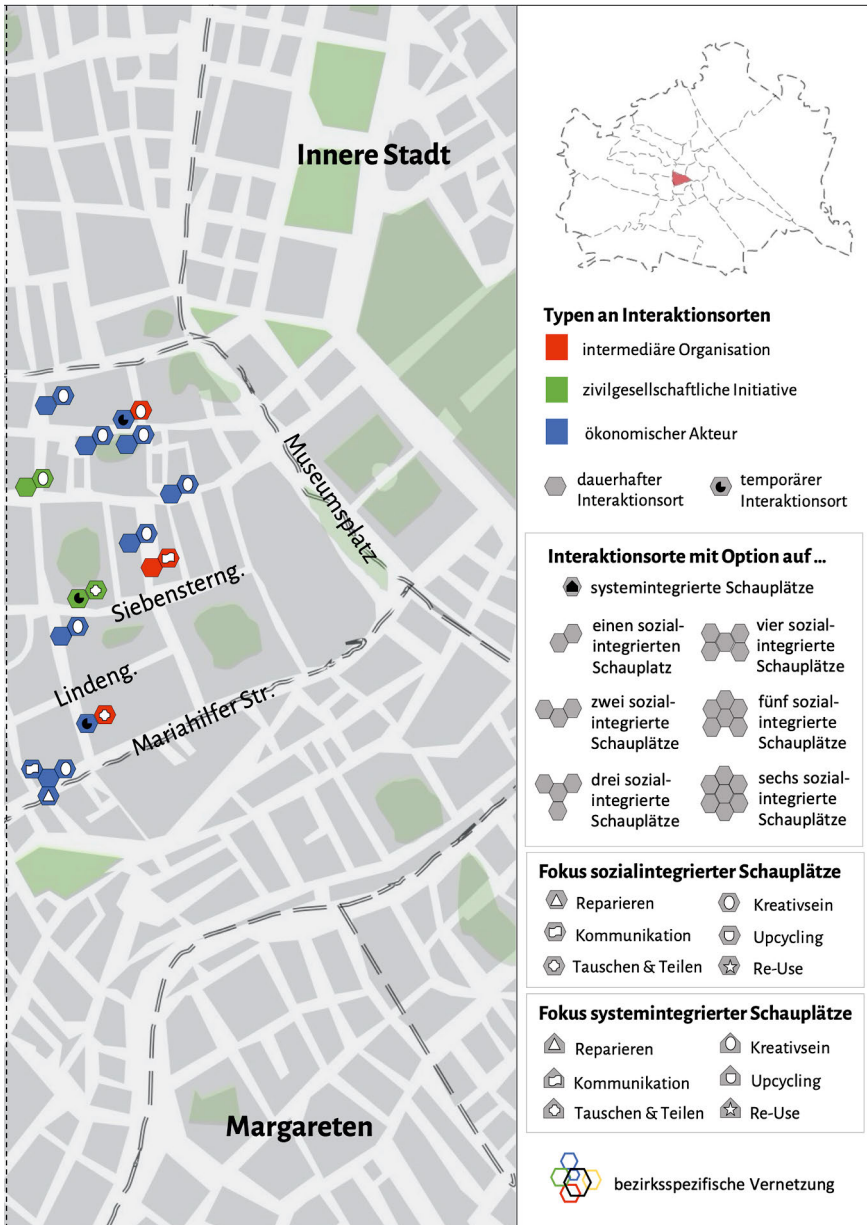 Innere Stadt
Museumsplatz
Siebensterng.
Lindeng.
Mariahilfer Str.
Margareten
Typen an Interaktionsorten
intermediäre Organisation
zivilgesellschaftliche Initiative
ökonomischer Akteur
dauerhafter
Interaktionsort
temporärer
Interaktionsort
Interaktionsorte mit Option auf ...
systemintegrierte Schauplätze
einen sozial-
integrierten
Schauplatz
vier sozial-
integrierte
Schauplätze
zwei sozial-
integrierte
Schauplätze
fünf sozial-
integrierte
Schauplätze
drei sozial-
integrierte
Schauplätze
sechs sozial-
integrierte
Schauplätze
Fokus sozialintegrierter Schauplätze
Reparieren
Kreativsein
Kommunikation
Upcycling
Tauschen & Teilen
Re-Use
Fokus systemintegrierter Schauplätze
Reparieren
Kreativsein
Kommunikation
Upcycling
Tauschen & Teilen
Re-Use
bezirksspezifische Vernetzung